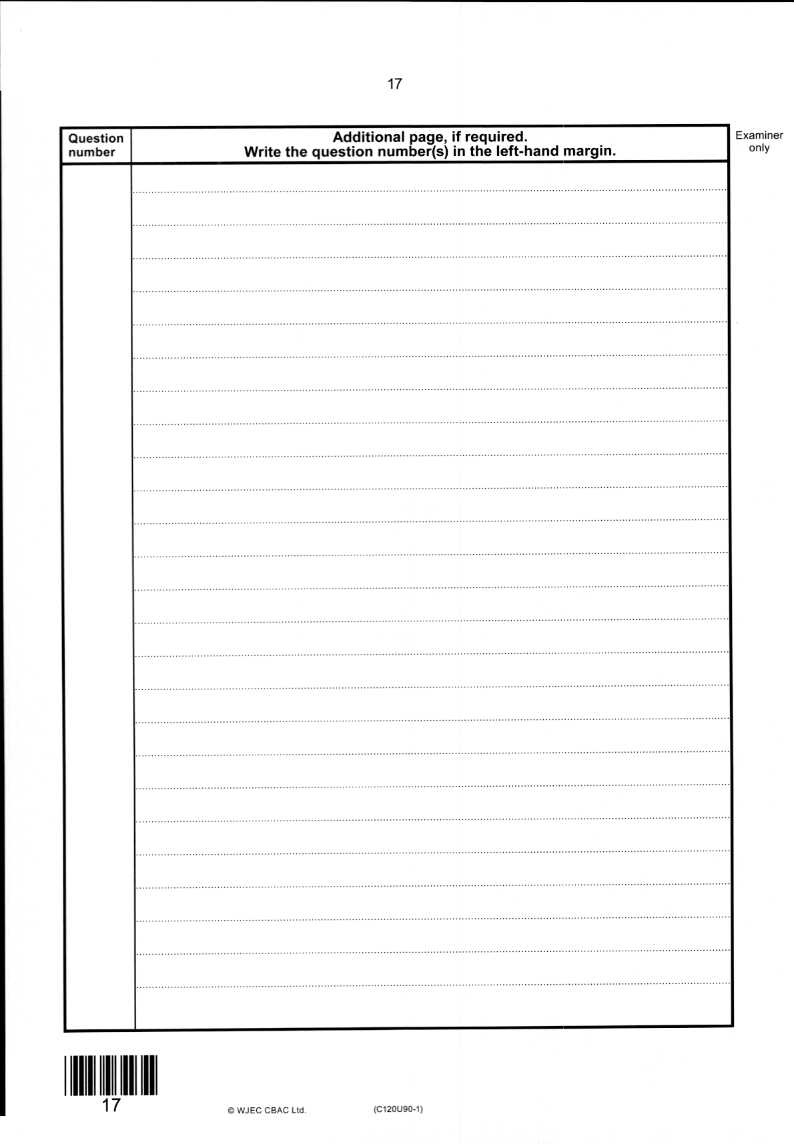 17
Question
number
Additional page, if required.
Write the question number(s) in the left-hand margin.
Examiner
only
17
© WJEC CBAC Ltd.
(C120U90-1)